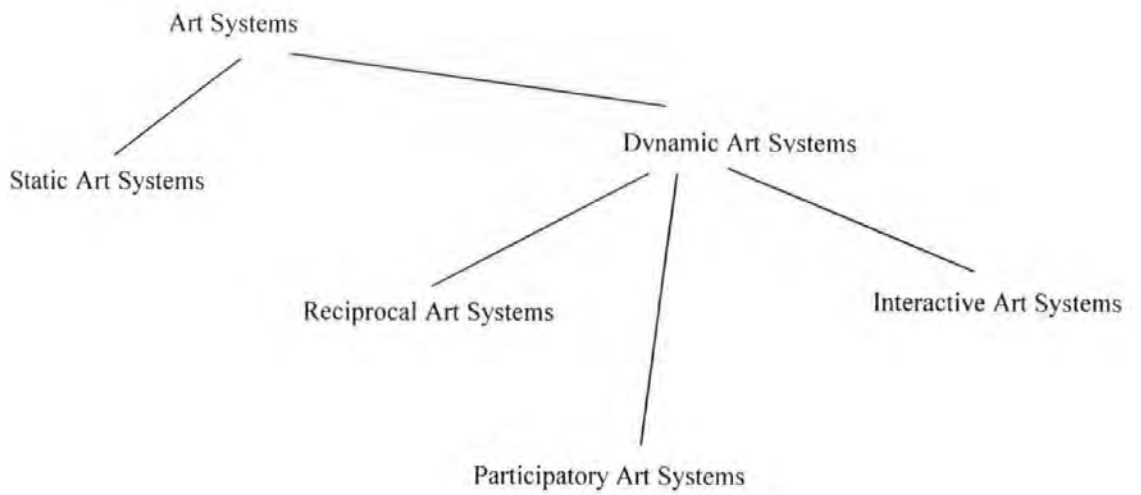 Art Systems
Dynamic Art Systems
Static Art Systems
Reciprocal Art Systems
Interactive Art Systems
Participatory Art Systems